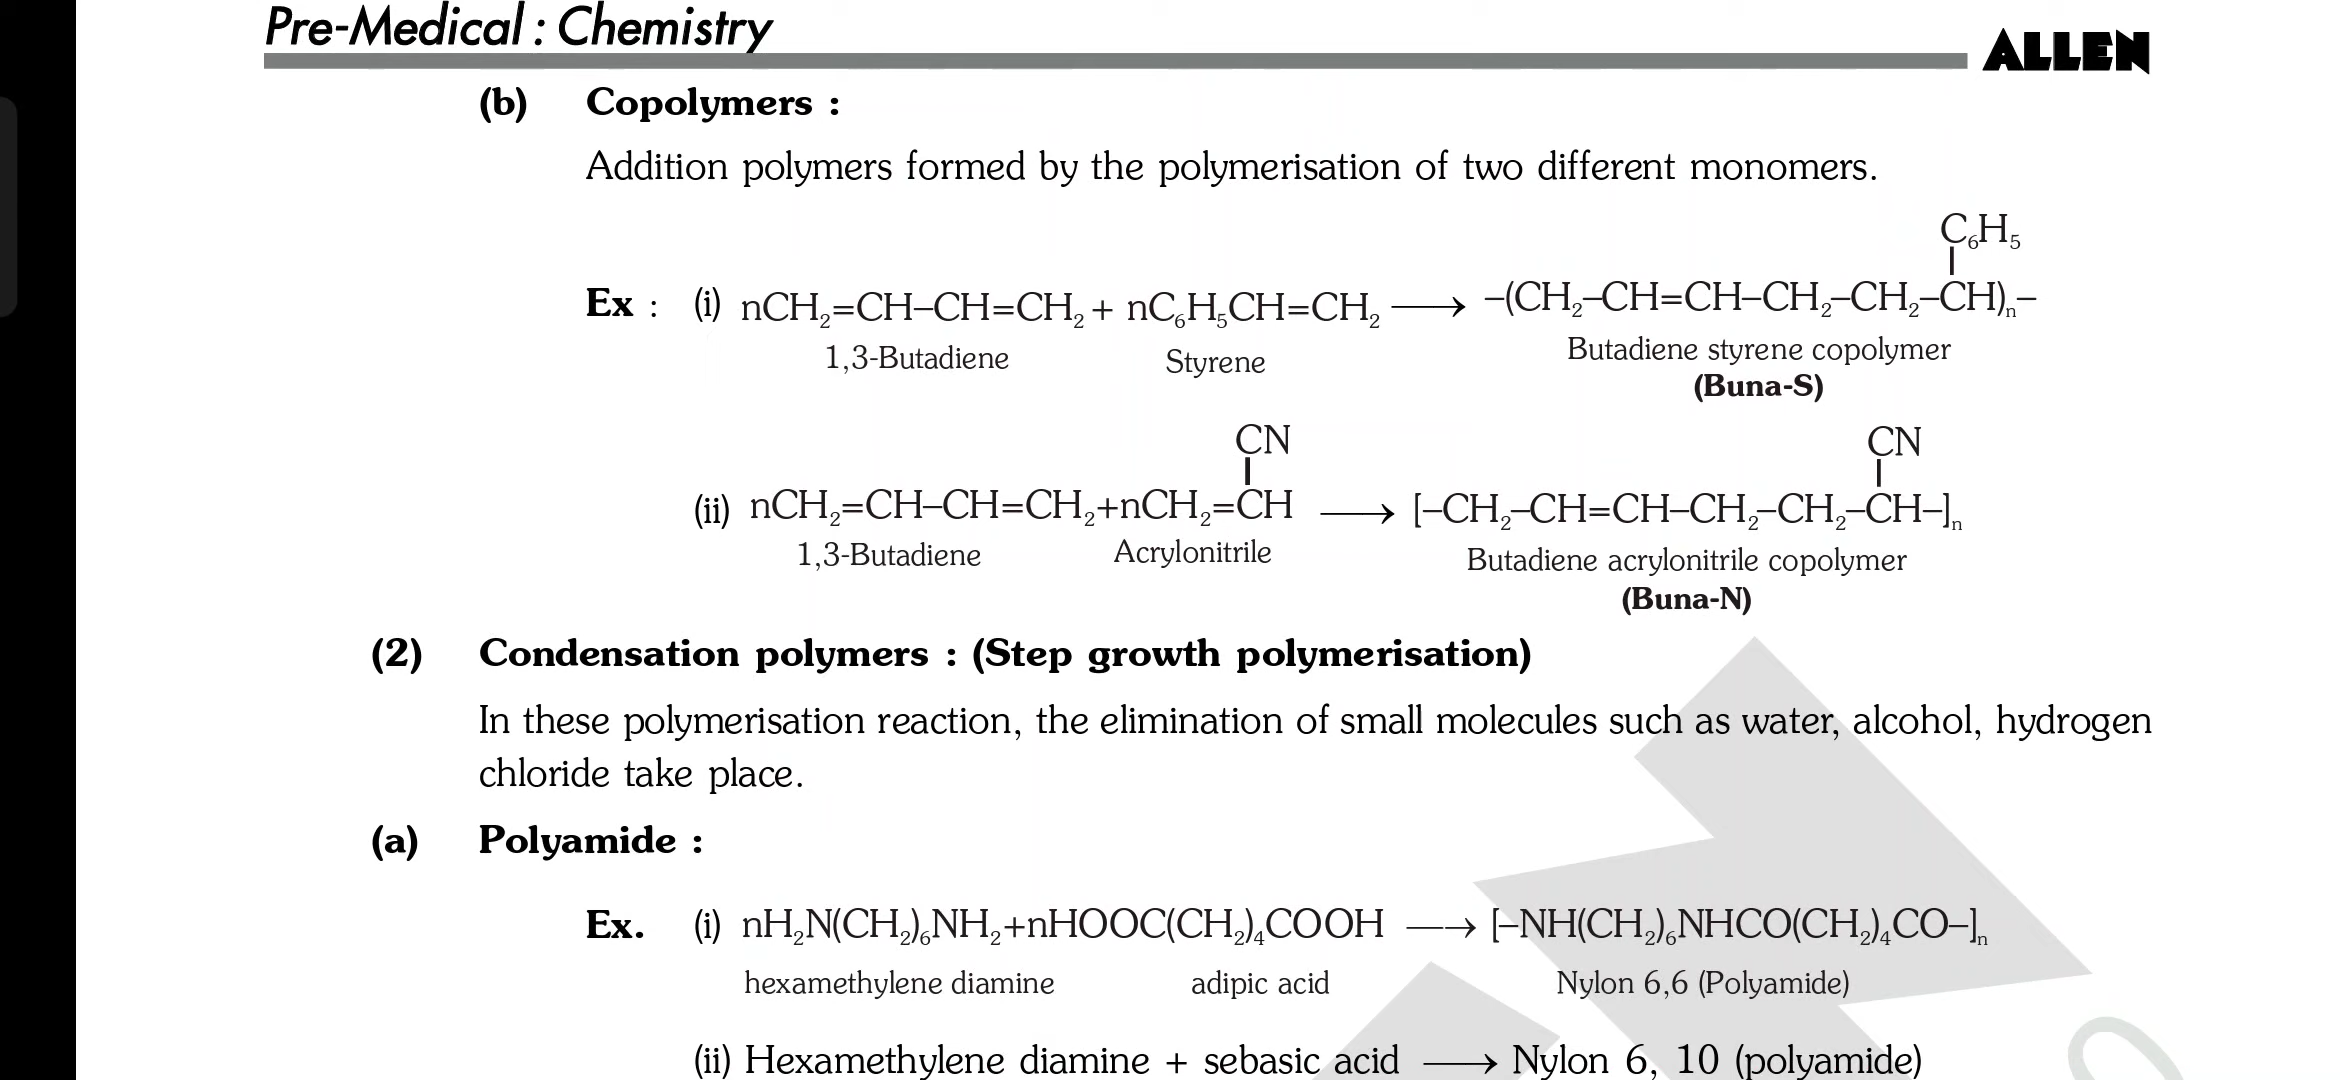 Pre-Medical : Chemistry
ALLEN
(b) Copolymers :
Addition polymers formed by the polymerisation of two different monomers.
C₆H₅
Ex : (i) nCH₂=CH–CH=CH₂ + nC₆H₅CH=CH₂ ⟶ –(CH₂–CH=CH–CH₂–CH₂–CH)ₙ–
1,3-Butadiene Styrene Butadiene styrene copolymer
(Buna-S)
CN CN
(ii) nCH₂=CH–CH=CH₂+nCH₂=CH ⟶ [–CH₂–CH=CH–CH₂–CH₂–CH–]ₙ
1,3-Butadiene Acrylonitrile Butadiene acrylonitrile copolymer
(Buna-N)
(2) Condensation polymers : (Step growth polymerisation)
In these polymerisation reaction, the elimination of small molecules such as water, alcohol, hydrogen
chloride take place.
(a) Polyamide :
Ex. (i) nH₂N(CH₂)₆NH₂+nHOOC(CH₂)₄COOH ⟶ [–NH(CH₂)₆NHCO(CH₂)₄CO–]ₙ
hexamethylene diamine adipic acid Nylon 6,6 (Polyamide)
(ii) Hexamethylene diamine + sebasic acid ⟶ Nylon 6, 10 (polyamide)